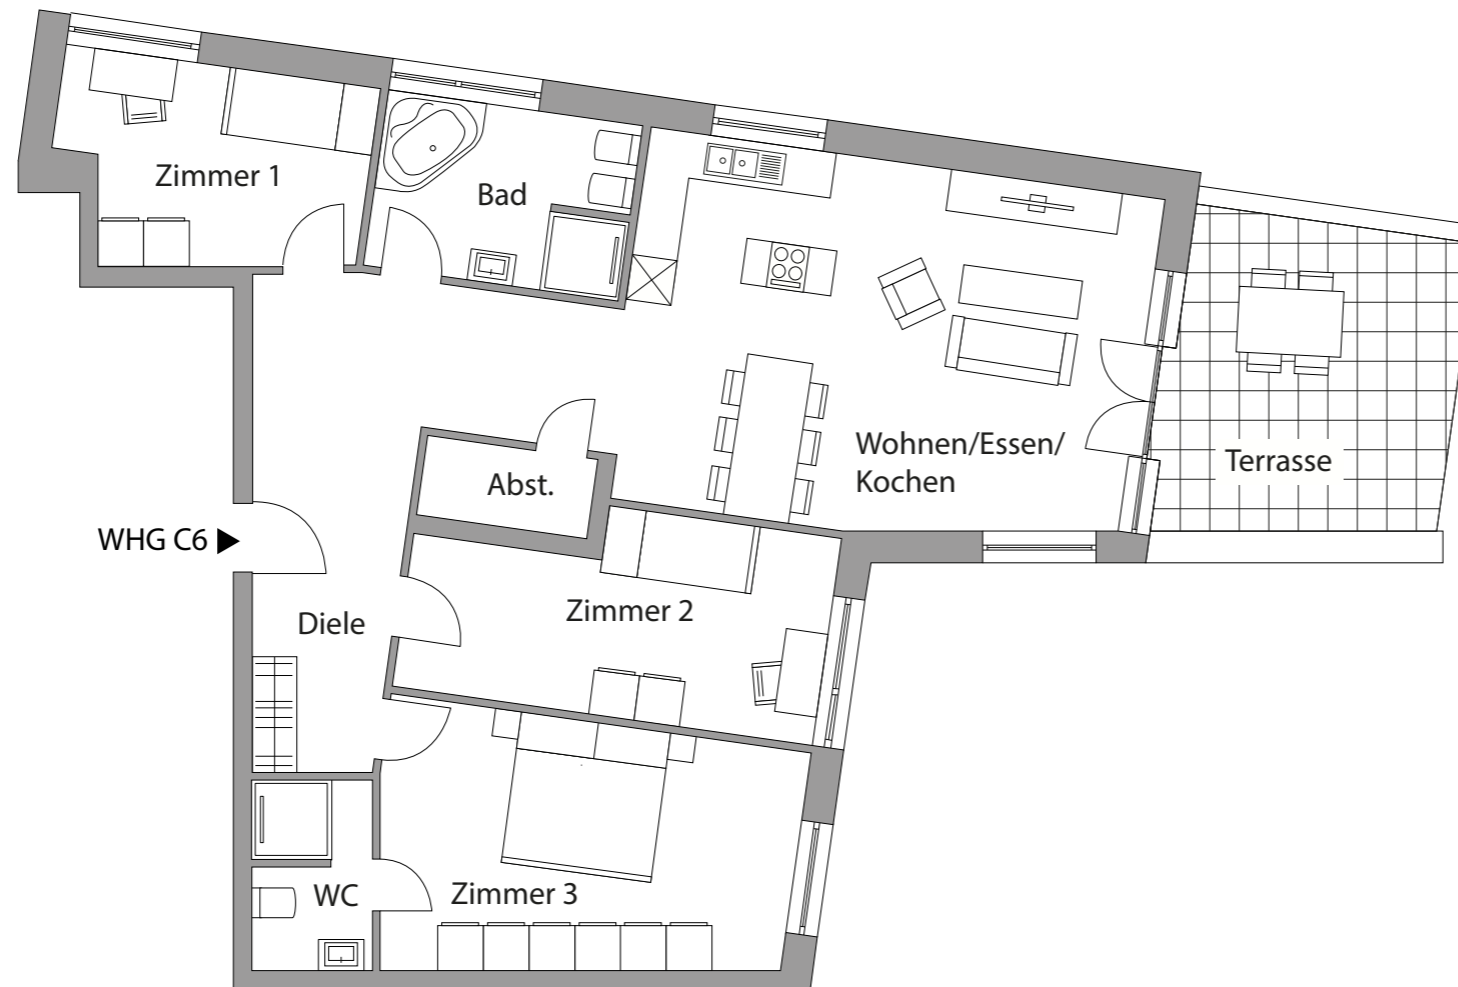 Zimmer 1
Bad
Wohnen/Essen/
Kochen
Terrasse
Abst.
WHG C6
Zimmer 2
Diele
WC
Zimmer 3